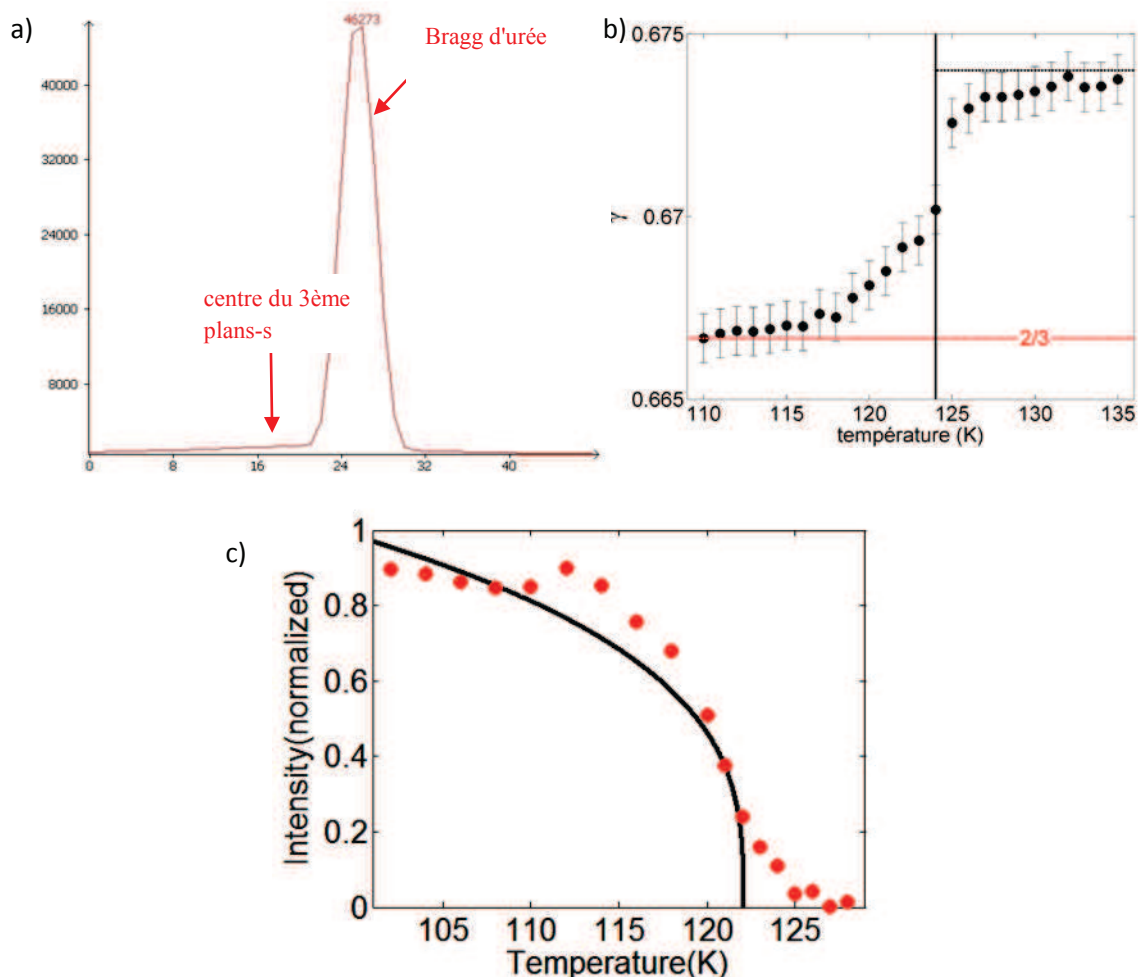 a)
46273
Bragg d'urée
40000
32000
24000
16000
8000
centre du 3ème
plans-s
0 8 16 24 32 40
b)
0.675
0.67
0.665
γ
2/3
110 115 120 125 130 135
température (K)
c)
Intensity(normalized)
1
0.8
0.6
0.4
0.2
0
105 110 115 120 125
Temperature(K)